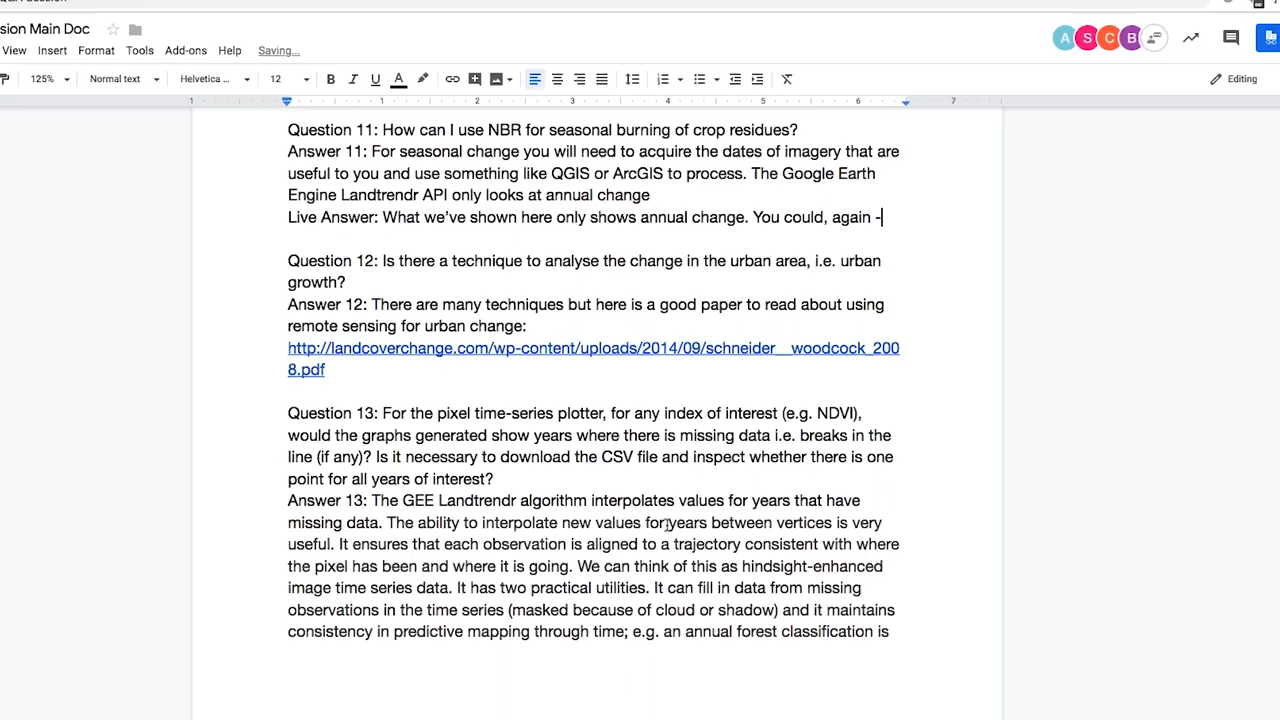 sion Main Doc
View Insert Format Tools Add-ons Help Saving...
A S C B
125% Normal text Helvetica ... 12 B I U A Editing
1 1 2 3 4 5 6 7
Question 11: How can I use NBR for seasonal burning of crop residues?
Answer 11: For seasonal change you will need to acquire the dates of imagery that are
useful to you and use something like QGIS or ArcGIS to process. The Google Earth
Engine Landtrendr API only looks at annual change
Live Answer: What we've shown here only shows annual change. You could, again -
Question 12: Is there a technique to analyse the change in the urban area, i.e. urban
growth?
Answer 12: There are many techniques but here is a good paper to read about using
remote sensing for urban change:
http://landcoverchange.com/wp-content/uploads/2014/09/schneider__woodcock_200
8.pdf
Question 13: For the pixel time-series plotter, for any index of interest (e.g. NDVI),
would the graphs generated show years where there is missing data i.e. breaks in the
line (if any)? Is it necessary to download the CSV file and inspect whether there is one
point for all years of interest?
Answer 13: The GEE Landtrendr algorithm interpolates values for years that have
missing data. The ability to interpolate new values for years between vertices is very
useful. It ensures that each observation is aligned to a trajectory consistent with where
the pixel has been and where it is going. We can think of this as hindsight-enhanced
image time series data. It has two practical utilities. It can fill in data from missing
observations in the time series (masked because of cloud or shadow) and it maintains
consistency in predictive mapping through time; e.g. an annual forest classification is